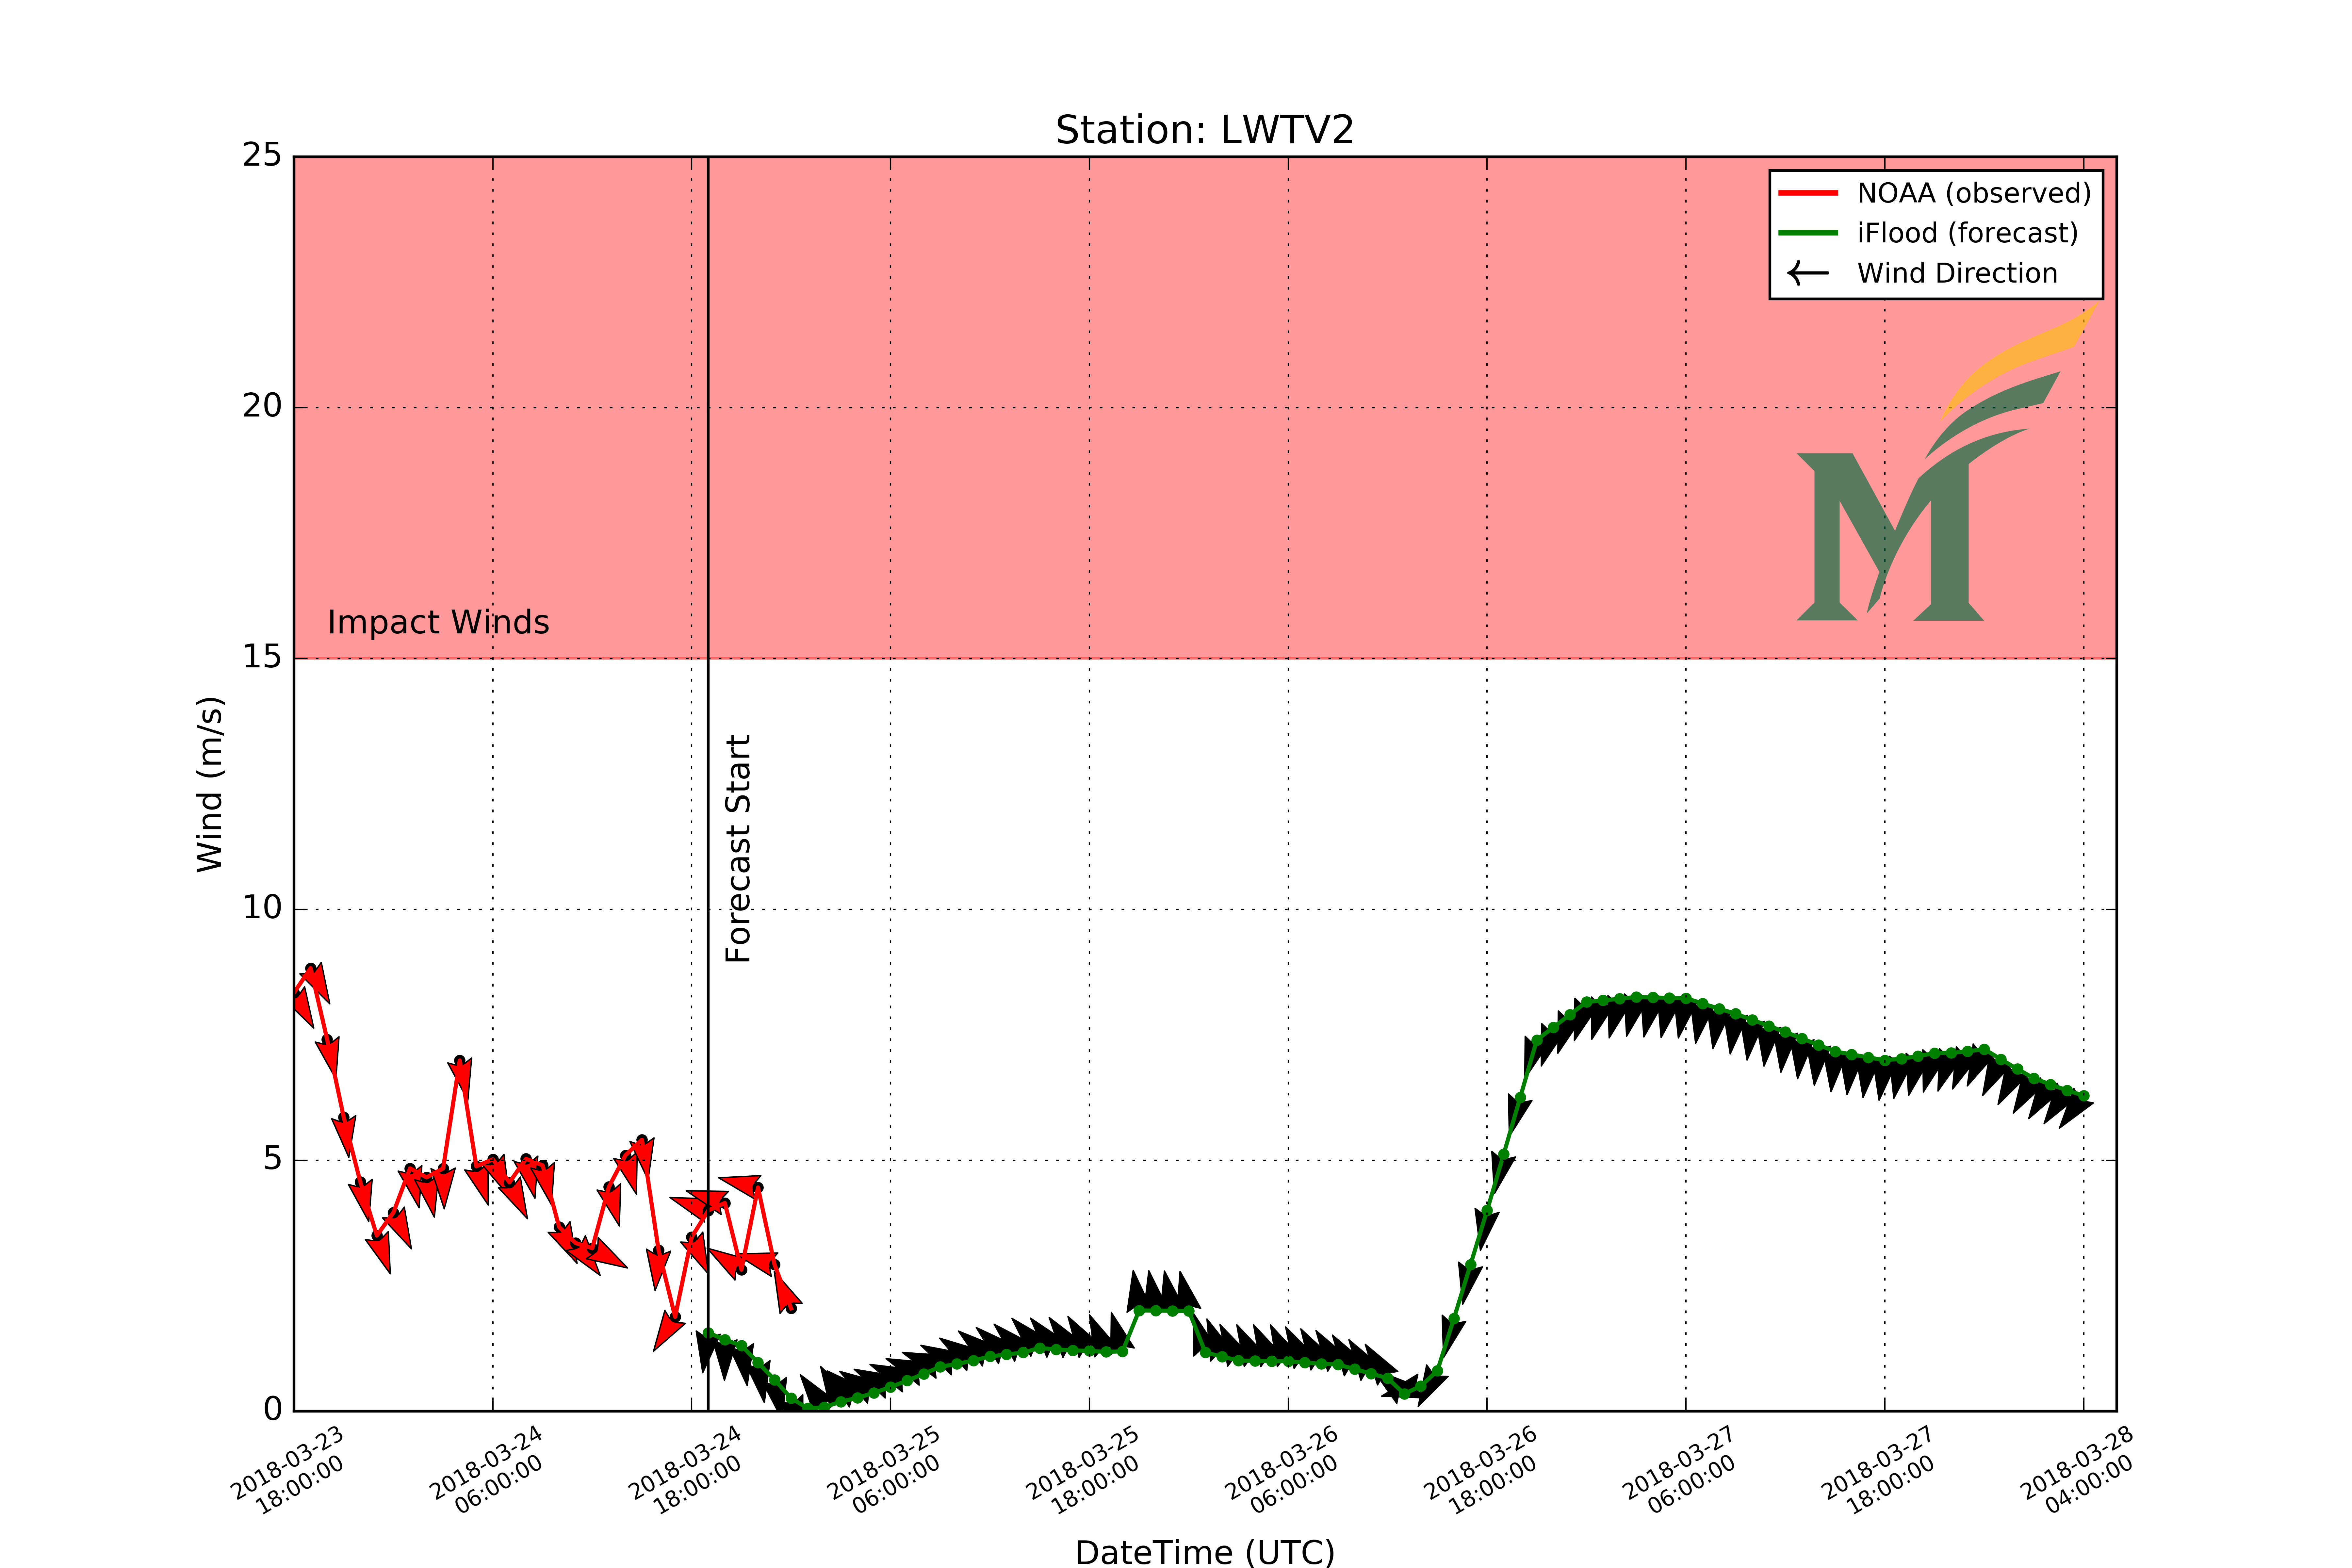 Station: LWTV2
25
20
15
10
5
0
Wind (m/s)
NOAA (observed)
iFlood (forecast)
Wind Direction
M
Impact Winds
Forecast Start
2018-03-23
18:00:00
2018-03-24
06:00:00
2018-03-24
18:00:00
2018-03-25
06:00:00
2018-03-25
18:00:00
2018-03-26
06:00:00
2018-03-26
18:00:00
2018-03-27
06:00:00
2018-03-27
18:00:00
2018-03-28
04:00:00
DateTime (UTC)